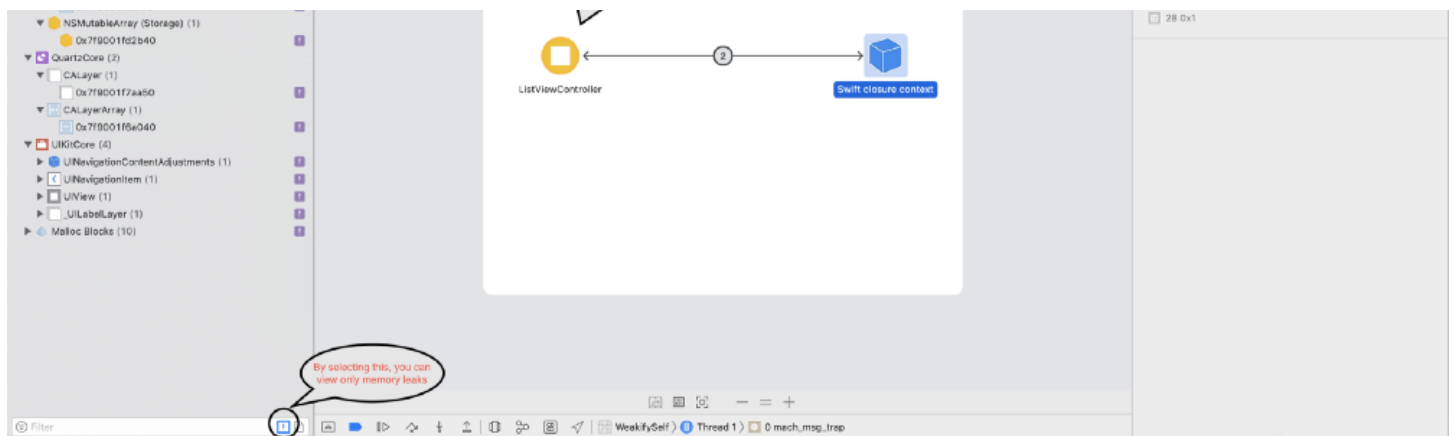 NSMutableArray (Storage) (1)
0x7f9001fd2b40
QuartzCore (2)
CALayer (1)
0x7f9001f7aa50
CALayerArray (1)
0x7f9001f6e040
UIKitCore (4)
UINavigationContentAdjustments (1)
UINavigationItem (1)
UIView (1)
_UILabelLayer (1)
Malloc Blocks (10)
2
ListViewController
Swift closure context
28 0x1
By selecting this, you can
view only memory leaks
Filter
WeakifySelf ⟩ Thread 1 ⟩ 0 mach_msg_trap